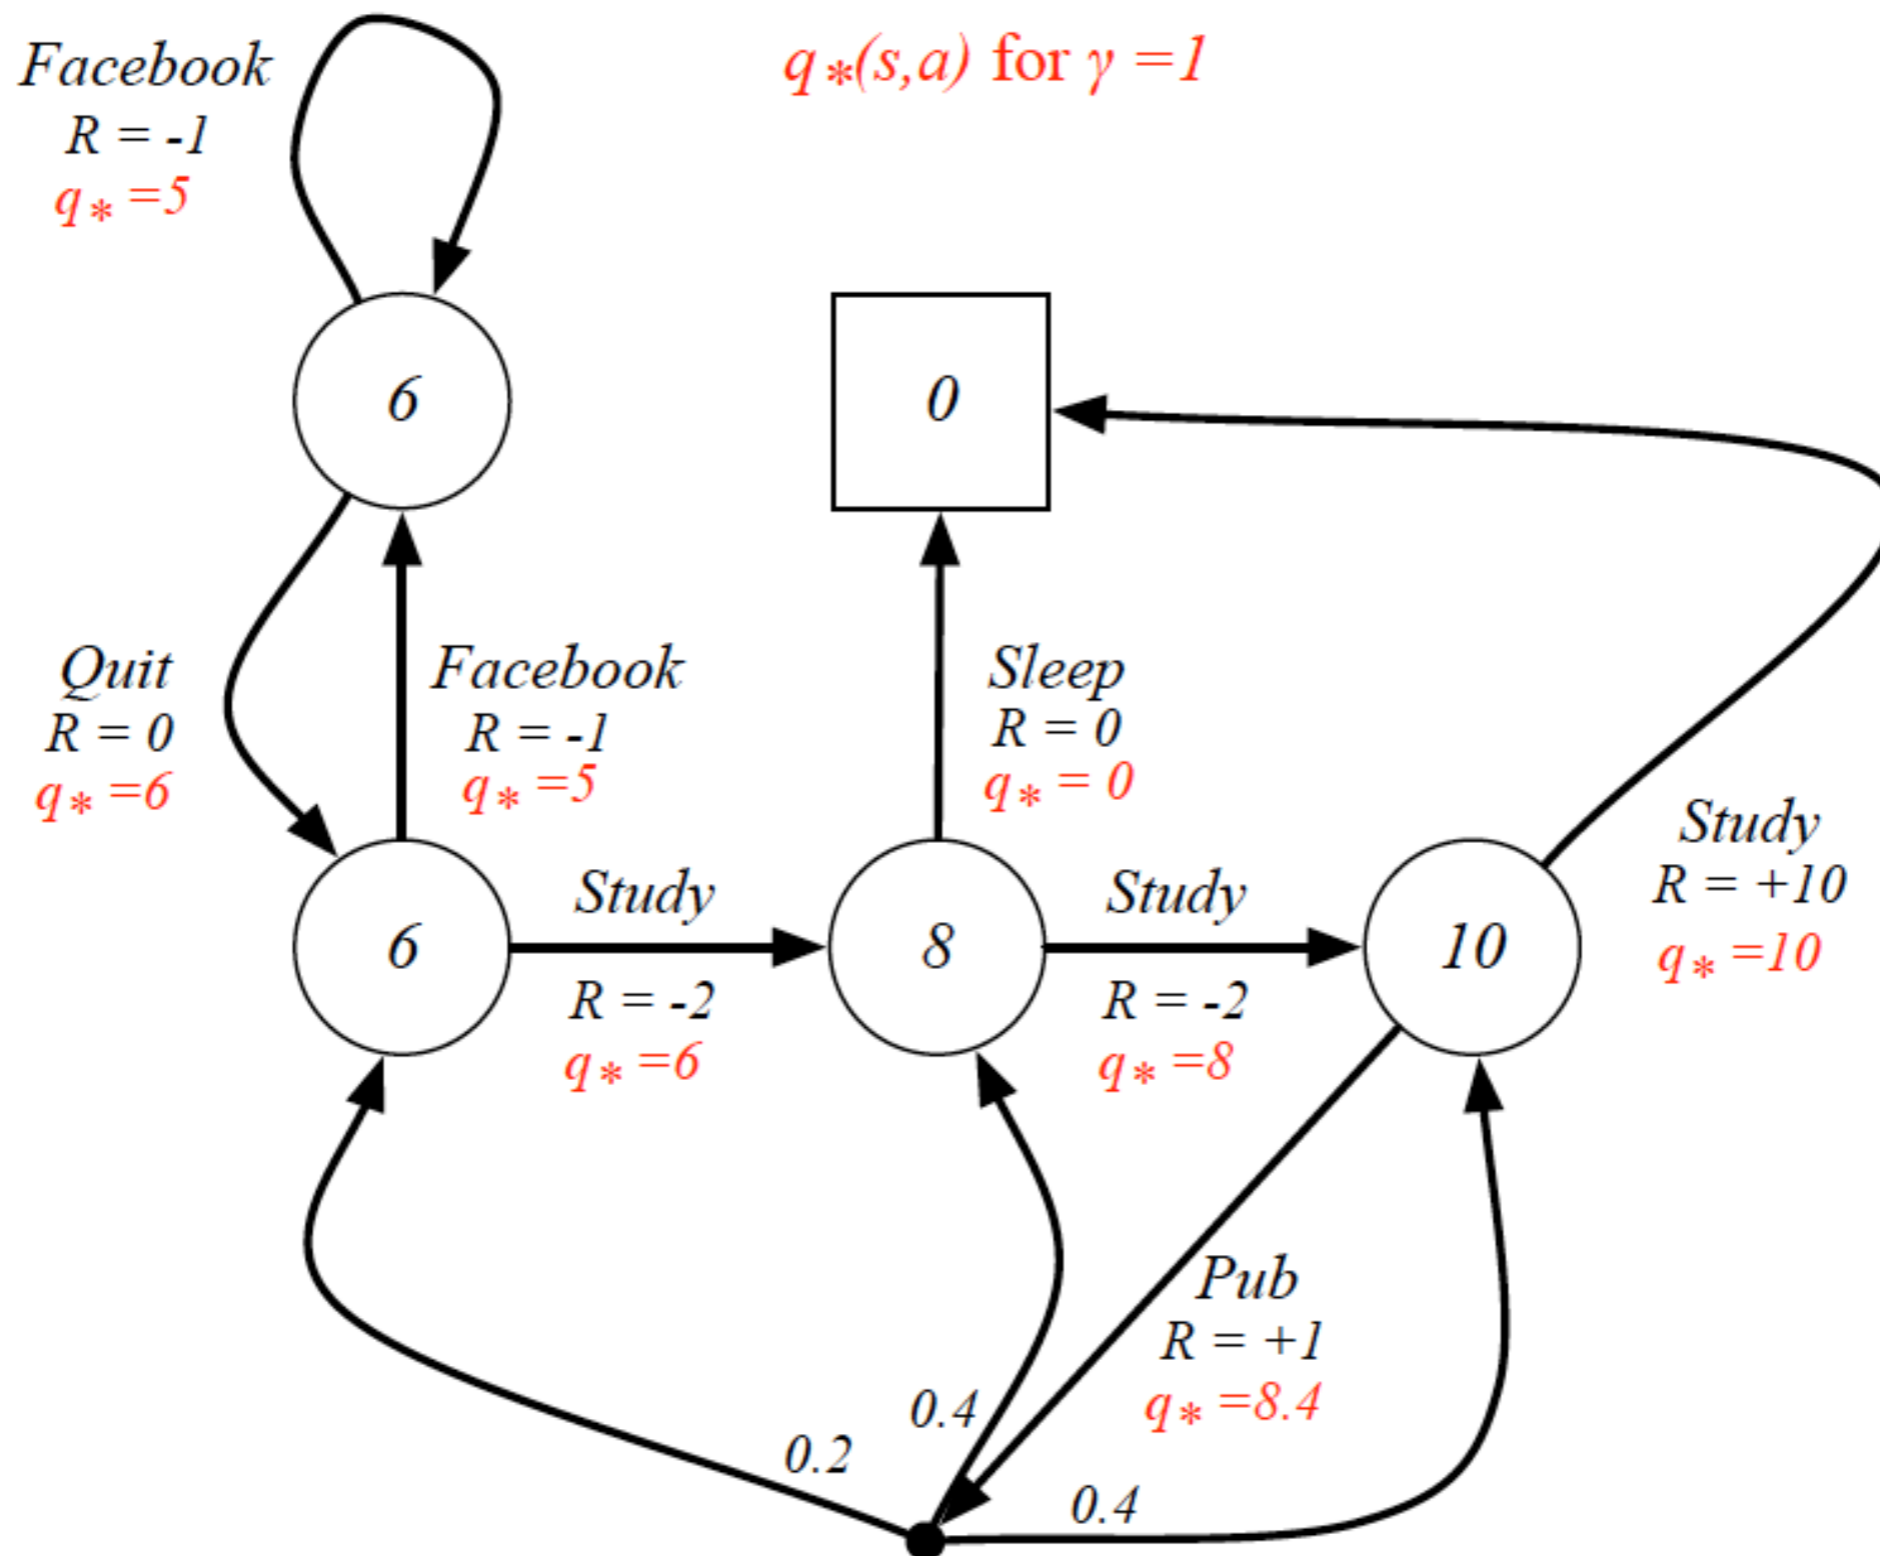 q*(s,a) for γ =1
Facebook
R = -1
q* =5
6
0
Quit
R = 0
q* =6
Facebook
R = -1
q* =5
Sleep
R = 0
q* = 0
Study
R = +10
q* =10
6
Study
R = -2
q* =6
8
Study
R = -2
q* =8
10
Pub
R = +1
q* =8.4
0.2
0.4
0.4